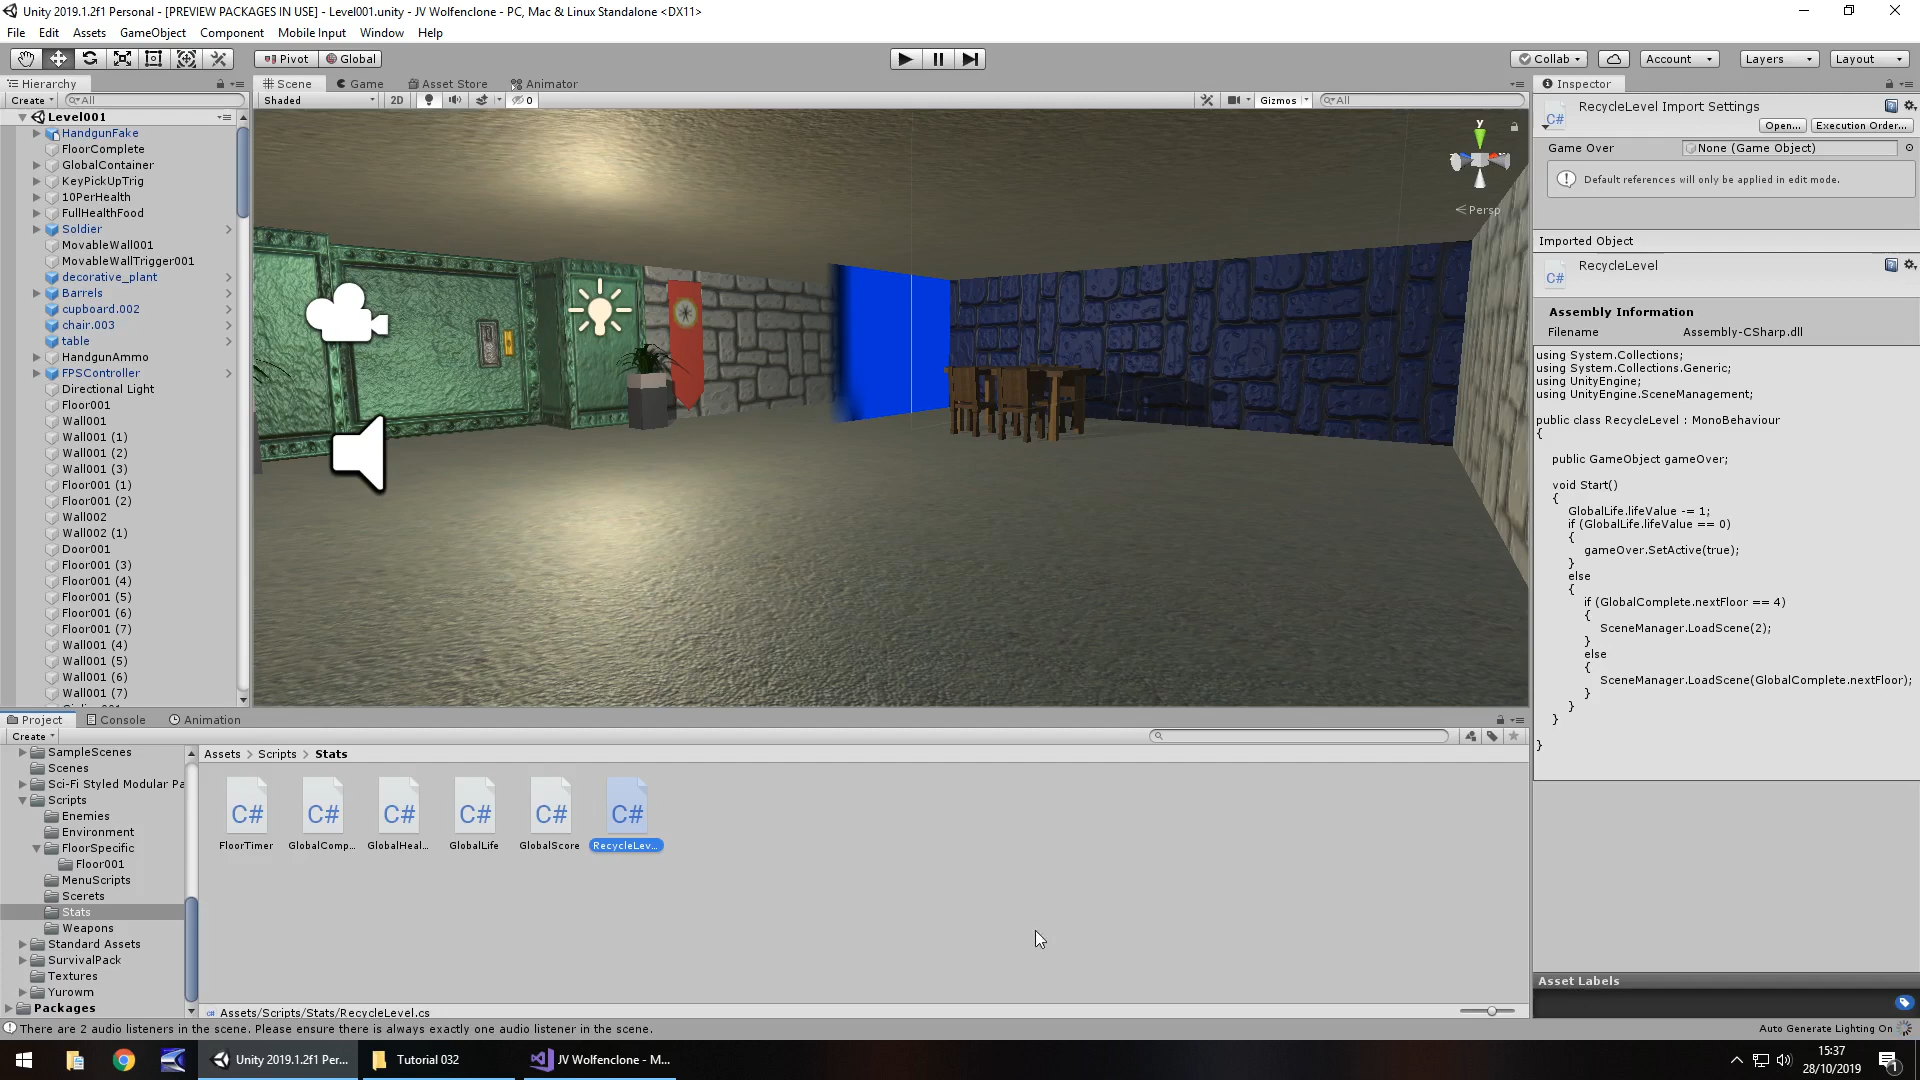 Unity 2019.1.2f1 Personal - [PREVIEW PACKAGES IN USE] - Level001.unity - JV Wolfenclone - PC, Mac & Linux Standalone <DX11>
File Edit Assets GameObject Component Mobile Input Window Help
Pivot Global Collab Account Layers Layout
Hierarchy
Create All
Level001
HandgunFake
FloorComplete
GlobalContainer
KeyPickUpTrig
10PerHealth
FullHealthFood
Soldier
MovableWall001
MovableWallTrigger001
decorative_plant
Barrels
cupboard.002
chair.003
table
HandgunAmmo
FPSController
Directional Light
Floor001
Wall001
Wall001 (1)
Wall001 (2)
Wall001 (3)
Floor001 (1)
Floor001 (2)
Wall002
Wall002 (1)
Door001
Floor001 (3)
Floor001 (4)
Floor001 (5)
Floor001 (6)
Floor001 (7)
Wall001 (4)
Wall001 (5)
Wall001 (6)
Wall001 (7)
Scene Game Asset Store Animator
Shaded 2D 0 Gizmos All
y
Persp
Inspector
RecycleLevel Import Settings
Open... Execution Order...
Game Over None (Game Object)
Default references will only be applied in edit mode.
Imported Object
RecycleLevel
Assembly Information
Filename Assembly-CSharp.dll
using System.Collections;
using System.Collections.Generic;
using UnityEngine;
using UnityEngine.SceneManagement;
public class RecycleLevel : MonoBehaviour
{
public GameObject gameOver;
void Start()
{
GlobalLife.lifeValue -= 1;
if (GlobalLife.lifeValue == 0)
{
gameOver.SetActive(true);
}
else
{
if (GlobalComplete.nextFloor == 4)
{
SceneManager.LoadScene(2);
}
else
{
SceneManager.LoadScene(GlobalComplete.nextFloor);
}
}
}
}
Asset Labels
Project Console Animation
Create
SampleScenes
Scenes
Sci-Fi Styled Modular Pa
Scripts
Enemies
Environment
FloorSpecific
Floor001
MenuScripts
Scerets
Stats
Weapons
Standard Assets
SurvivalPack
Textures
Yurowm
Packages
Assets > Scripts > Stats
C# C# C# C# C# C#
FloorTimer GlobalComp... GlobalHeal... GlobalLife GlobalScore RecycleLev...
Assets/Scripts/Stats/RecycleLevel.cs
There are 2 audio listeners in the scene. Please ensure there is always exactly one audio listener in the scene.
Auto Generate Lighting On
Unity 2019.1.2f1 Per... Tutorial 032 JV Wolfenclone - M...
15:37
28/10/2019
1